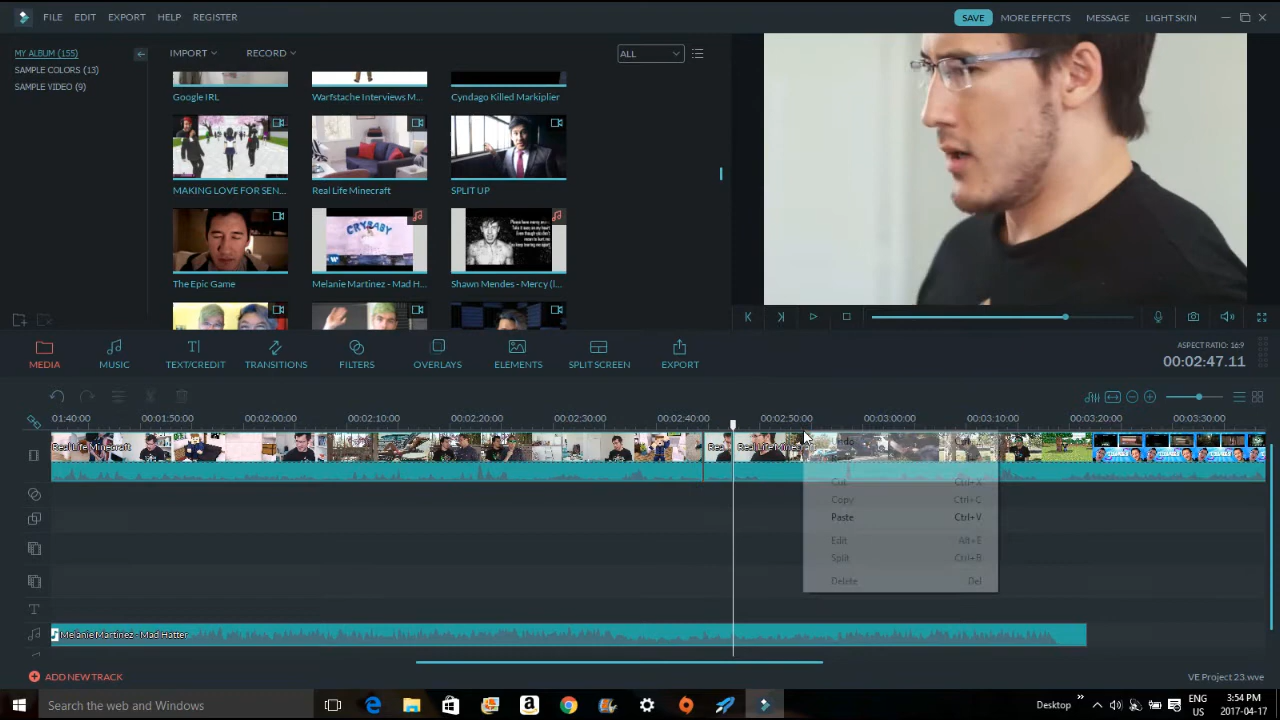 FILE EDIT EXPORT HELP REGISTER SAVE MORE EFFECTS MESSAGE LIGHT SKIN
MY ALBUM (155)
SAMPLE COLORS (13)
SAMPLE VIDEO (9)
IMPORT RECORD ALL
Google IRL Warfstache Interviews M... Cyndago Killed Markiplier
MAKING LOVE FOR SEN... Real Life Minecraft SPLIT UP
CRYBABY
The Epic Game Melanie Martinez - Mad H... Shawn Mendes - Mercy (l...
MEDIA MUSIC TEXT/CREDIT TRANSITIONS FILTERS OVERLAYS ELEMENTS SPLIT SCREEN EXPORT
ASPECT RATIO: 16:9
00:02:47.11
01:40:00 00:01:50:00 00:02:00:00 00:02:10:00 00:02:20:00 00:02:30:00 00:02:40:00 00:02:50:00 00:03:00:00 00:03:10:00 00:03:20:00 00:03:30:00
Real Life Minecraft Real Real Life Minecraft
Undo
Cut Ctrl+X
Copy Ctrl+C
Paste Ctrl+V
Edit Alt+E
Split Ctrl+B
Delete Del
Melanie Martinez - Mad Hatter
ADD NEW TRACK VE Project 23.wve
Search the web and Windows
Desktop
ENG
US
3:54 PM
2017-04-17